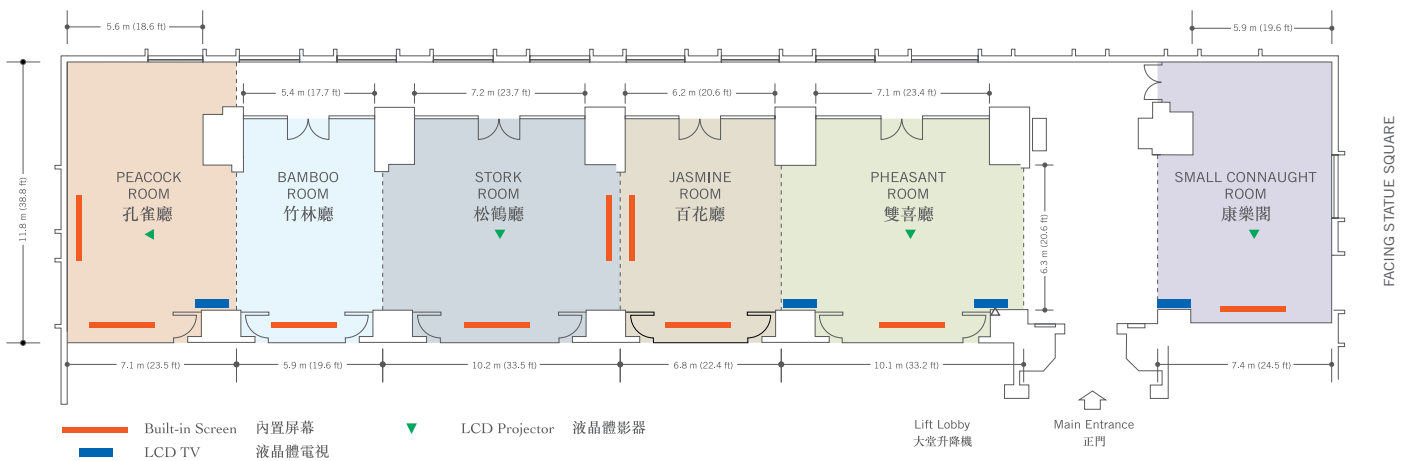 5.6 m (18.6 ft)
5.9 m (19.6 ft)
5.4 m (17.7 ft)
7.2 m (23.7 ft)
6.2 m (20.6 ft)
7.1 m (23.4 ft)
11.8 m (38.8 ft)
PEACOCK
ROOM
孔雀廳
BAMBOO
ROOM
竹林廳
STORK
ROOM
松鶴廳
JASMINE
ROOM
百花廳
PHEASANT
ROOM
雙喜廳
6.3 m (20.6 ft)
SMALL CONNAUGHT
ROOM
康樂閣
FACING STATUE SQUARE
7.1 m (23.5 ft)
5.9 m (19.6 ft)
10.2 m (33.5 ft)
6.8 m (22.4 ft)
10.1 m (33.2 ft)
7.4 m (24.5 ft)
Built-in Screen 內置屏幕
LCD Projector 液晶體影器
LCD TV 液晶體電視
Lift Lobby
大堂升降機
Main Entrance
正門